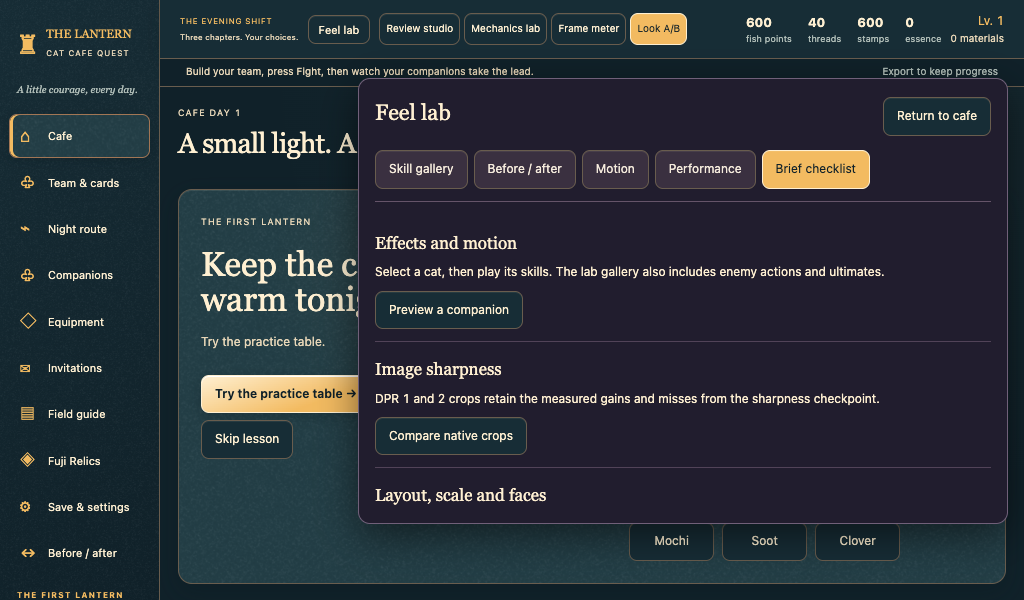 THE LANTERN
CAT CAFE QUEST
A little courage, every day.
Cafe
Team & cards
Night route
Companions
Equipment
Invitations
Field guide
Fuji Relics
Save & settings
Before / after
THE FIRST LANTERN
THE EVENING SHIFT
Three chapters. Your choices.
Feel lab
Review studio
Mechanics lab
Frame meter
Look A/B
600 fish points
40 threads
600 stamps
0 essence
Lv. 1
0 materials
Build your team, press Fight, then watch your companions take the lead.
Export to keep progress
CAFE DAY 1
A small light. A
THE FIRST LANTERN
Keep the c
warm tonig
Try the practice table.
Try the practice table →
Skip lesson
Feel lab
Return to cafe
Skill gallery
Before / after
Motion
Performance
Brief checklist
Effects and motion
Select a cat, then play its skills. The lab gallery also includes enemy actions and ultimates.
Preview a companion
Image sharpness
DPR 1 and 2 crops retain the measured gains and misses from the sharpness checkpoint.
Compare native crops
Layout, scale and faces
Mochi
Soot
Clover